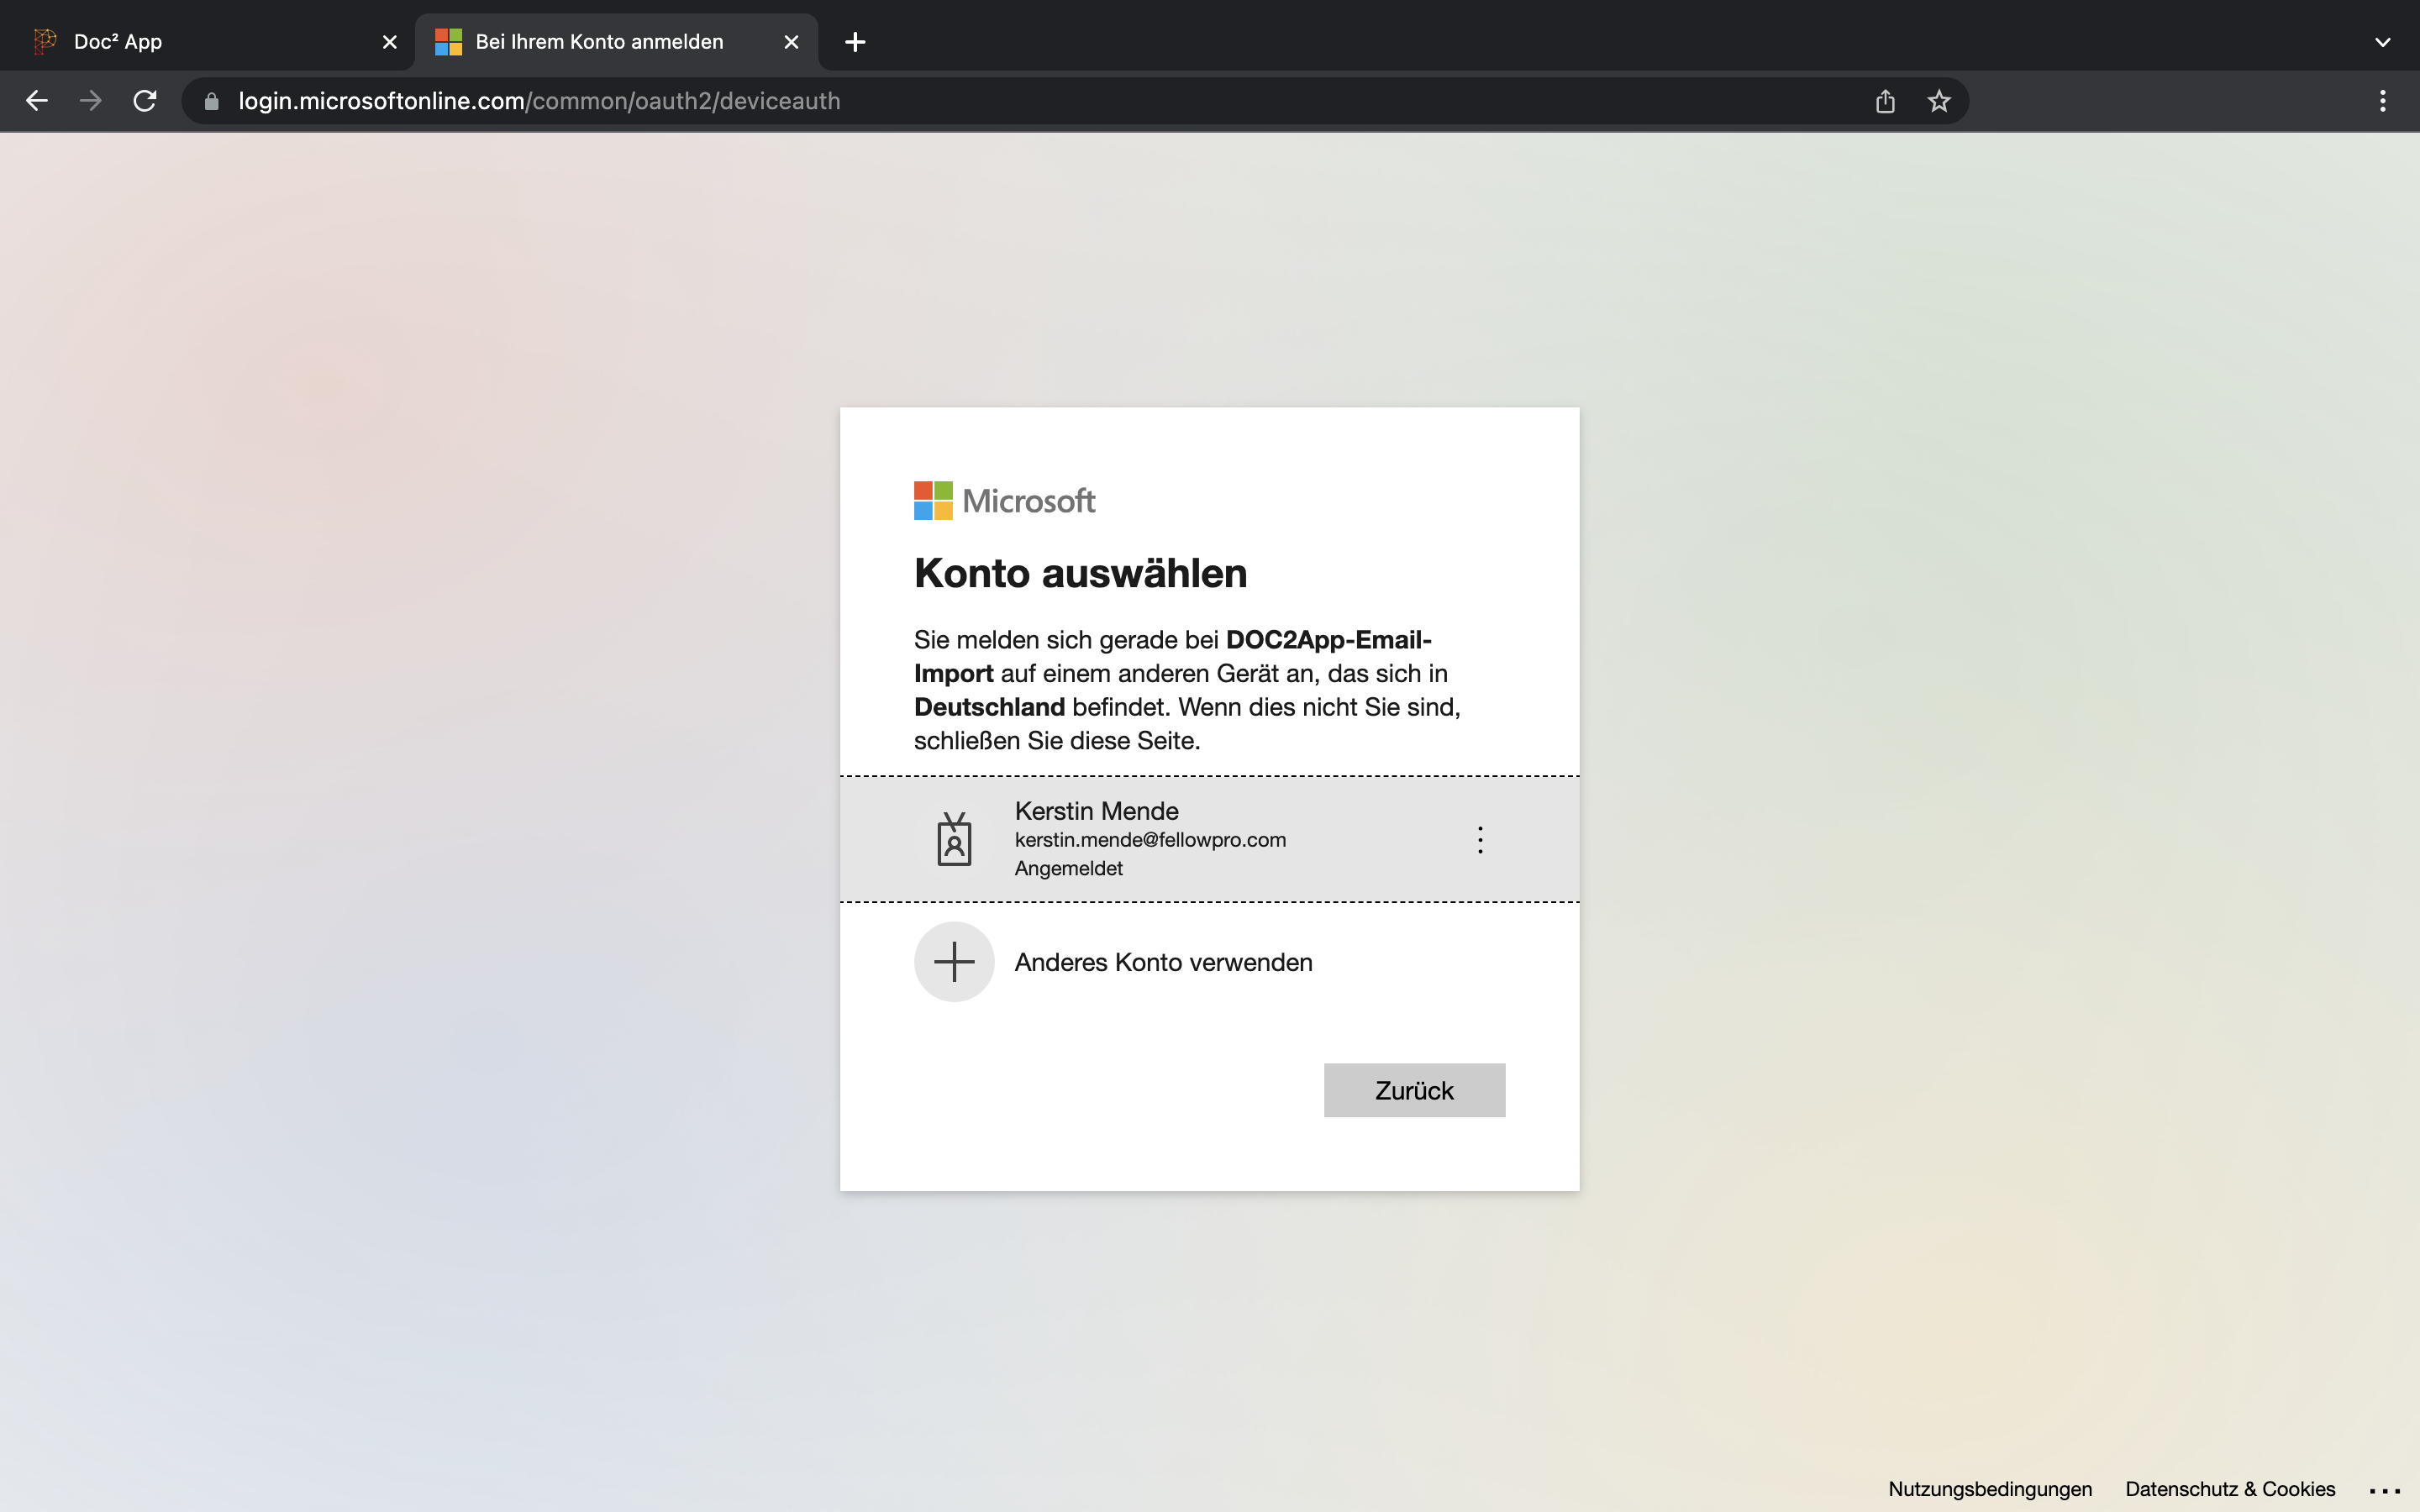 Doc² App
Bei Ihrem Konto anmelden
login.microsoftonline.com/common/oauth2/deviceauth
Microsoft
Konto auswählen
Sie melden sich gerade bei DOC2App-Email-
Import auf einem anderen Gerät an, das sich in
Deutschland befindet. Wenn dies nicht Sie sind,
schließen Sie diese Seite.
Kerstin Mende
kerstin.mende@fellowpro.com
Angemeldet
Anderes Konto verwenden
Zurück
Nutzungsbedingungen Datenschutz & Cookies